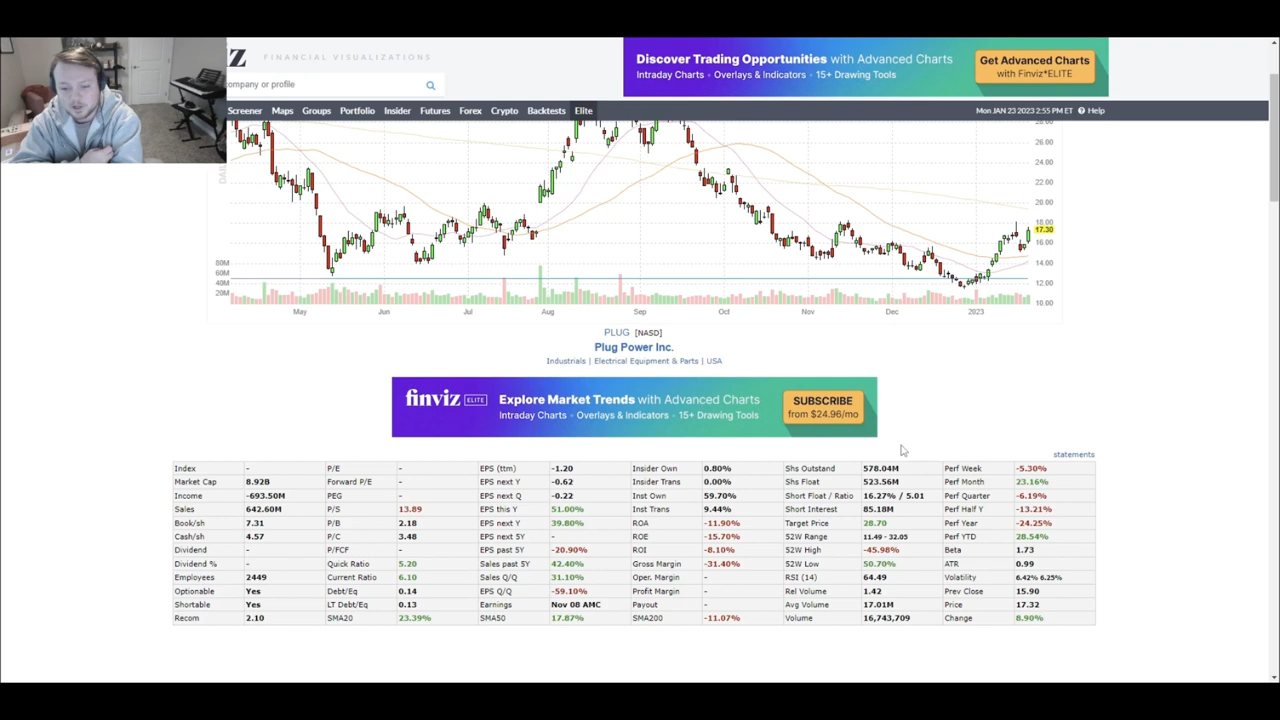 Z FINANCIAL VISUALIZATIONS
Discover Trading Opportunities with Advanced Charts
Intraday Charts • Overlays & Indicators • 15+ Drawing Tools
Get Advanced Charts
with Finviz*ELITE
company or profile
Screener Maps Groups Portfolio Insider Futures Forex Crypto Backtests Elite Mon JAN 23 2023 2:55 PM ET Help
28.00
26.00
24.00
22.00
20.00
18.00
17.30
16.00
14.00
12.00
10.00
80M
60M
40M
20M
May Jun Jul Aug Sep Oct Nov Dec 2023
PLUG [NASD]
Plug Power Inc.
Industrials | Electrical Equipment & Parts | USA
finviz ELITE
Explore Market Trends with Advanced Charts
Intraday Charts • Overlays & Indicators • 15+ Drawing Tools
SUBSCRIBE
from $24.96/mo
statements
Index - P/E - EPS (ttm) -1.20 Insider Own 0.80% Shs Outstand 578.04M Perf Week -5.30%
Market Cap 8.92B Forward P/E - EPS next Y -0.62 Insider Trans 0.00% Shs Float 523.56M Perf Month 23.16%
Income -693.50M PEG - EPS next Q -0.22 Inst Own 59.70% Short Float / Ratio 16.27% / 5.01 Perf Quarter -6.19%
Sales 642.60M P/S 13.89 EPS this Y 51.00% Inst Trans 9.44% Short Interest 85.18M Perf Half Y -13.21%
Book/sh 7.31 P/B 2.18 EPS next Y 39.80% ROA -11.90% Target Price 28.70 Perf Year -24.25%
Cash/sh 4.57 P/C 3.48 EPS next 5Y - ROE -15.70% 52W Range 11.49 - 32.05 Perf YTD 28.54%
Dividend - P/FCF - EPS past 5Y -20.90% ROI -8.10% 52W High -45.98% Beta 1.73
Dividend % - Quick Ratio 5.20 Sales past 5Y 42.40% Gross Margin -31.40% 52W Low 50.70% ATR 0.99
Employees 2449 Current Ratio 6.10 Sales Q/Q 31.10% Oper. Margin - RSI (14) 64.49 Volatility 6.42% 6.25%
Optionable Yes Debt/Eq 0.14 EPS Q/Q -59.10% Profit Margin - Rel Volume 1.42 Prev Close 15.90
Shortable Yes LT Debt/Eq 0.13 Earnings Nov 08 AMC Payout - Avg Volume 17.01M Price 17.32
Recom 2.10 SMA20 23.39% SMA50 17.87% SMA200 -11.07% Volume 16,743,709 Change 8.90%